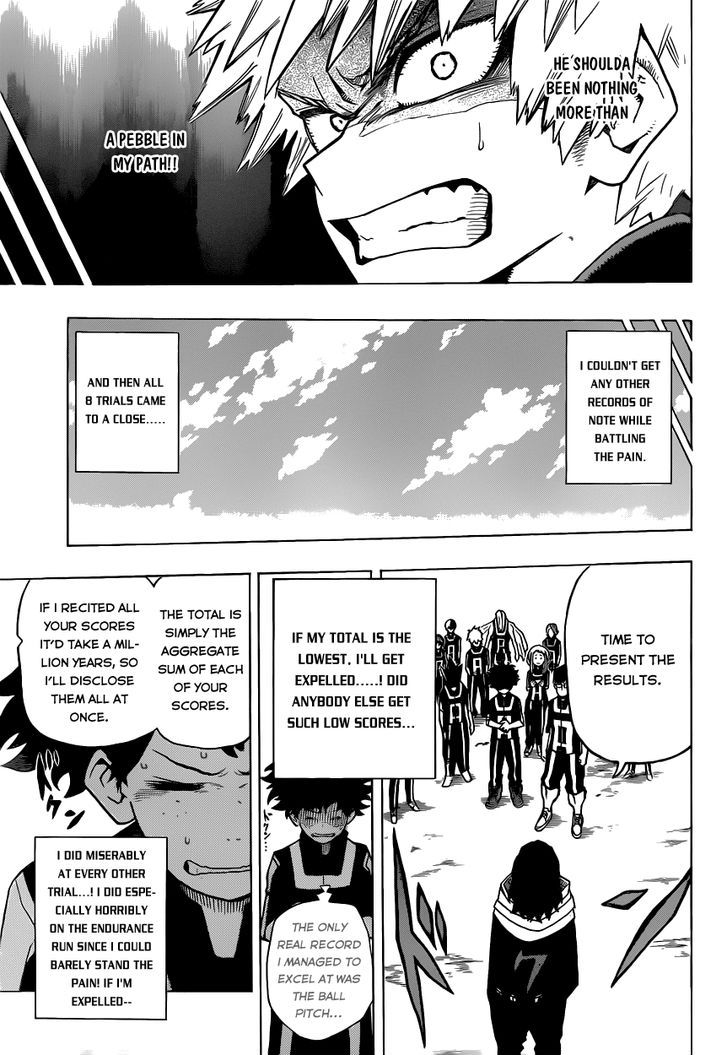 HE SHOULDA
BEEN NOTHING
MORE THAN
A PEBBLE IN
MY PATH!!
I COULDN'T GET
ANY OTHER
RECORDS OF
NOTE WHILE
BATTLING
THE PAIN.
AND THEN ALL
8 TRIALS CAME
TO A CLOSE.....
TIME TO
PRESENT THE
RESULTS.
IF MY TOTAL IS THE
LOWEST, I'LL GET
EXPELLED.....! DID
ANYBODY ELSE GET
SUCH LOW SCORES...
THE ONLY
REAL RECORD
I MANAGED TO
EXCEL AT WAS
THE BALL
PITCH...
THE TOTAL IS
SIMPLY THE
AGGREGATE
SUM OF EACH
OF YOUR
SCORES.
IF I RECITED ALL
YOUR SCORES
IT'D TAKE A MIL-
LION YEARS, SO
I'LL DISCLOSE
THEM ALL AT
ONCE.
I DID MISERABLY
AT EVERY OTHER
TRIAL...! I DID ESPE-
CIALLY HORRIBLY
ON THE ENDURANCE
RUN SINCE I COULD
BARELY STAND THE
PAIN! IF I'M
EXPELLED--